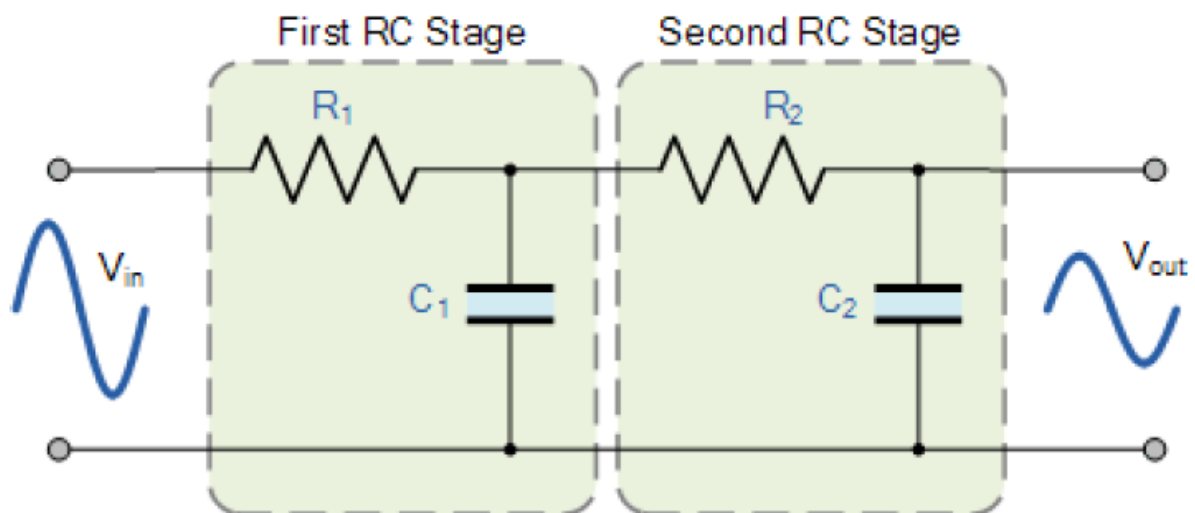 First RC Stage
Second RC Stage
R₁
R₂
Vin
C₁
C₂
Vout